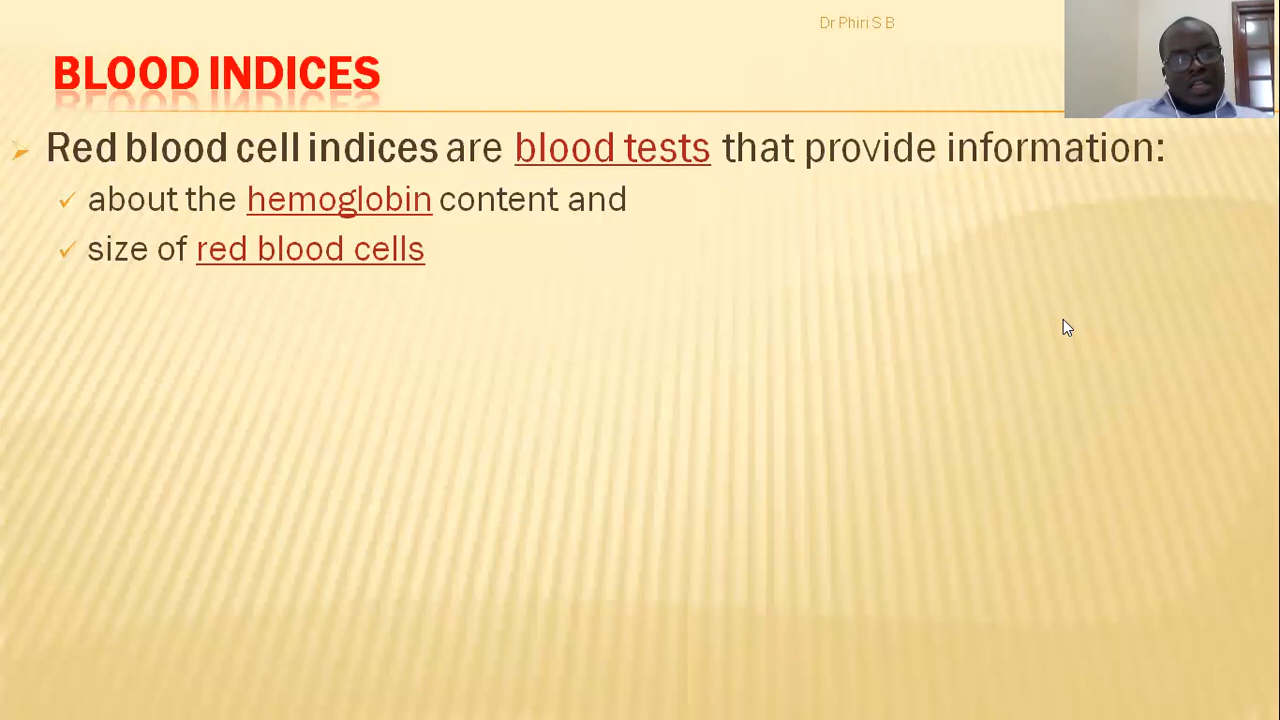 Dr Phiri S B
BLOOD INDICES
Red blood cell indices are blood tests that provide information:
about the hemoglobin content and
size of red blood cells